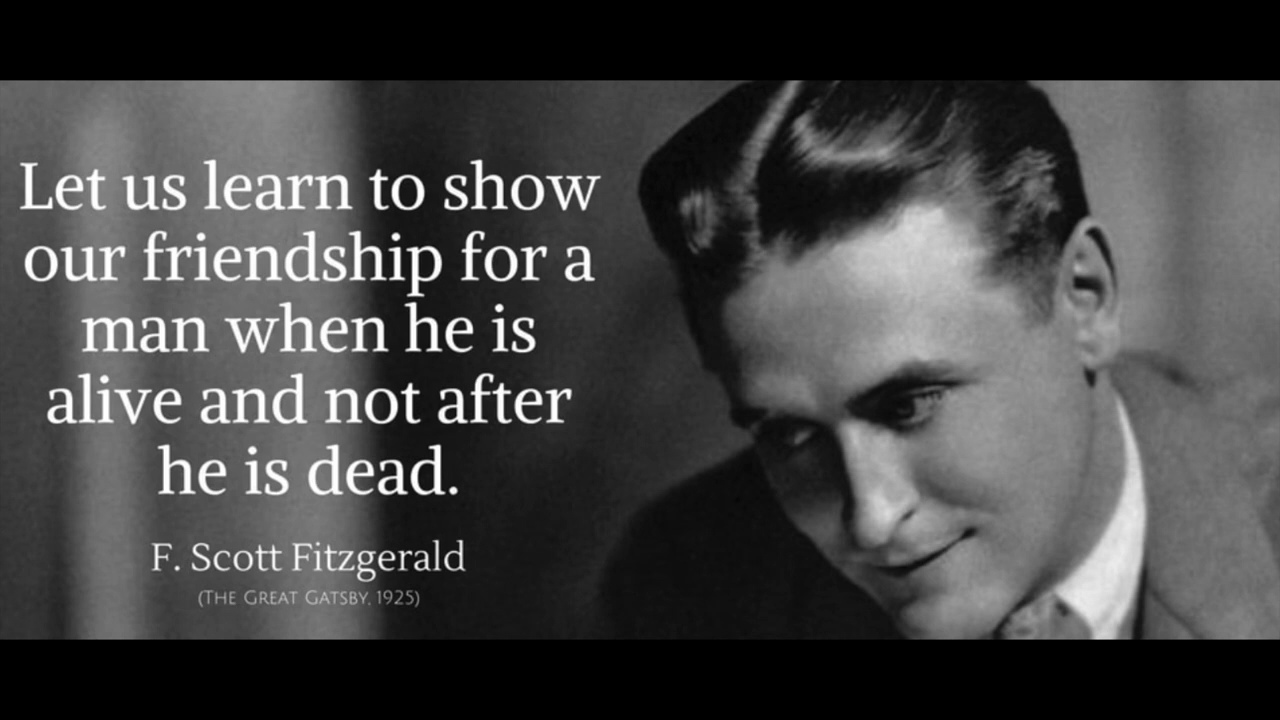 Let us learn to show
our friendship for a
man when he is
alive and not after
he is dead.
F. Scott Fitzgerald
(THE GREAT GATSBY, 1925)